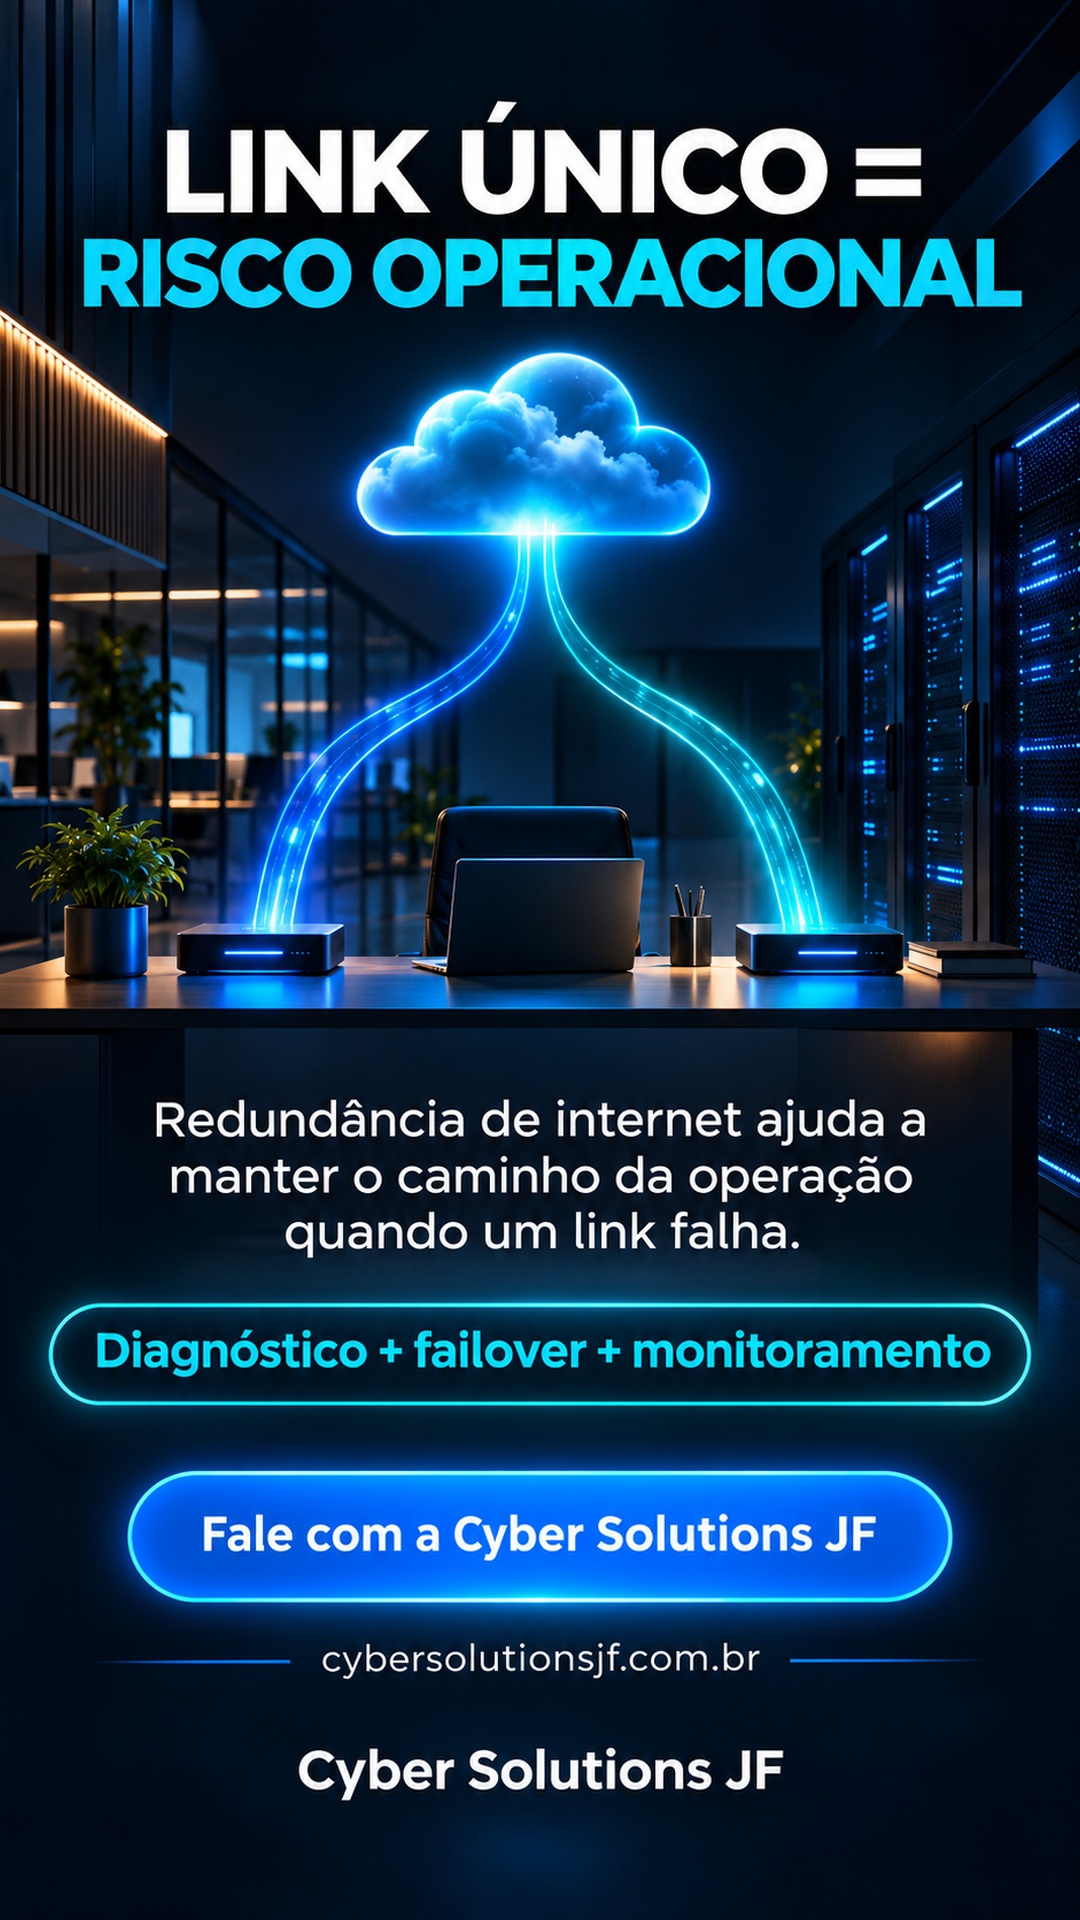 LINK ÚNICO =
RISCO OPERACIONAL
Redundância de internet ajuda a
manter o caminho da operação
quando um link falha.
Diagnóstico + failover + monitoramento
Fale com a Cyber Solutions JF
cybersolutionsjf.com.br
Cyber Solutions JF